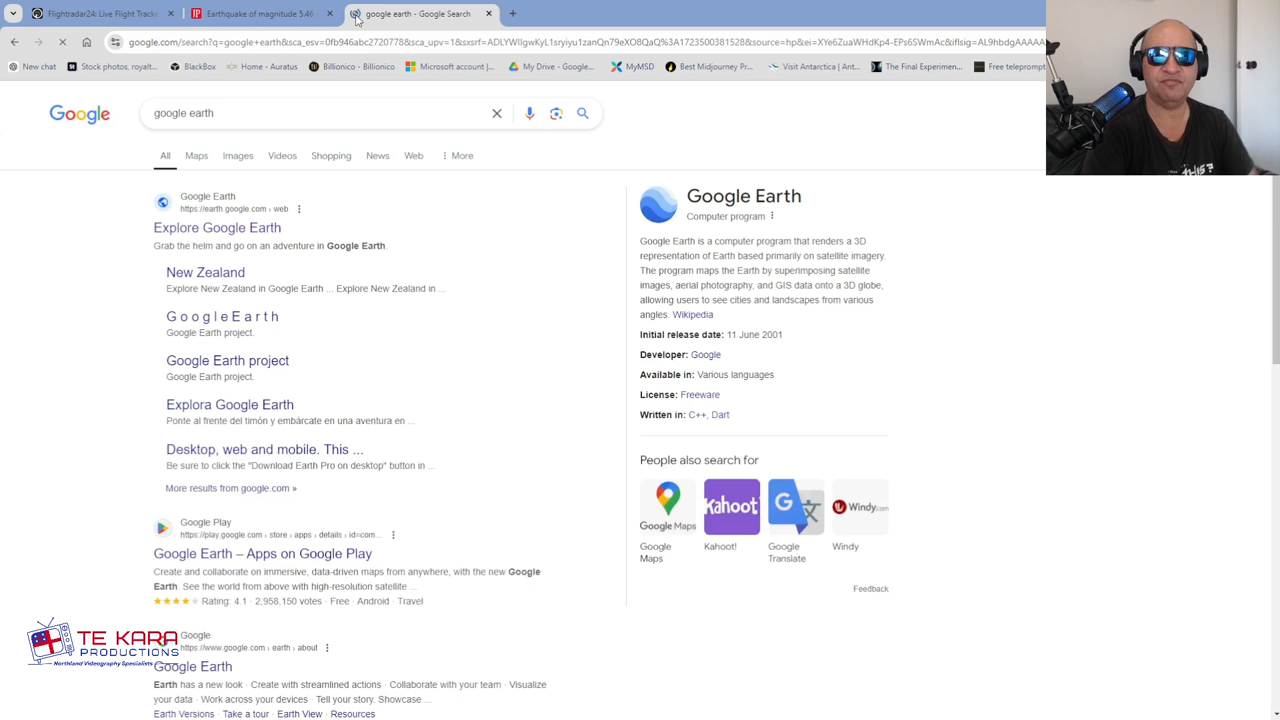 Flightradar24: Live Flight Track
Earthquake of magnitude 5.46
google earth - Google Search
google.com/search?q=google+earth&sca_esv=0fb946abc2720778&sca_upv=1&sxsrf=
New chat
Stock photos, royalt...
BlackBox
Home - Auratus
Billionico - Billionico
Microsoft account |...
My Drive - Google...
MyMSD
Best Midjourney Pr...
Visit Antarctica | Ant...
The Final Experimen...
Free teleprompt
Google
google earth
All
Maps
Images
Videos
Shopping
News
Web
More
Google Earth
https://earth.google.com › web
Explore Google Earth
Grab the helm and go on an adventure in Google Earth.
New Zealand
Explore New Zealand in Google Earth ... Explore New Zealand in ...
G o o g l e E a r t h
Google Earth project.
Google Earth project
Google Earth project.
Explora Google Earth
Ponte al frente del timón y embárcate en una aventura en ...
Desktop, web and mobile. This ...
Be sure to click the "Download Earth Pro on desktop" button in ...
More results from google.com »
Google Play
https://play.google.com › store › apps › details › id=com...
Google Earth – Apps on Google Play
Create and collaborate on immersive, data-driven maps from anywhere, with the new Google
Earth. See the world from above with high-resolution satellite ...
Rating: 4.1 · 2,958,150 votes · Free · Android · Travel
Google
https://www.google.com › earth › about
Google Earth
Earth has a new look · Create with streamlined actions · Collaborate with your team · Visualize
your data · Work across your devices · Tell your story. Showcase ...
Earth Versions · Take a tour · Earth View · Resources
Google Earth
Computer program
Google Earth is a computer program that renders a 3D
representation of Earth based primarily on satellite imagery.
The program maps the Earth by superimposing satellite
images, aerial photography, and GIS data onto a 3D globe,
allowing users to see cities and landscapes from various
angles. Wikipedia
Initial release date: 11 June 2001
Developer: Google
Available in: Various languages
License: Freeware
Written in: C++, Dart
People also search for
Google Maps
Kahoot!
Windy.com
Google
Maps
Kahoot!
Google
Translate
Windy
Feedback
TE KARA
PRODUCTIONS
Northland Videography Specialists
THIS?